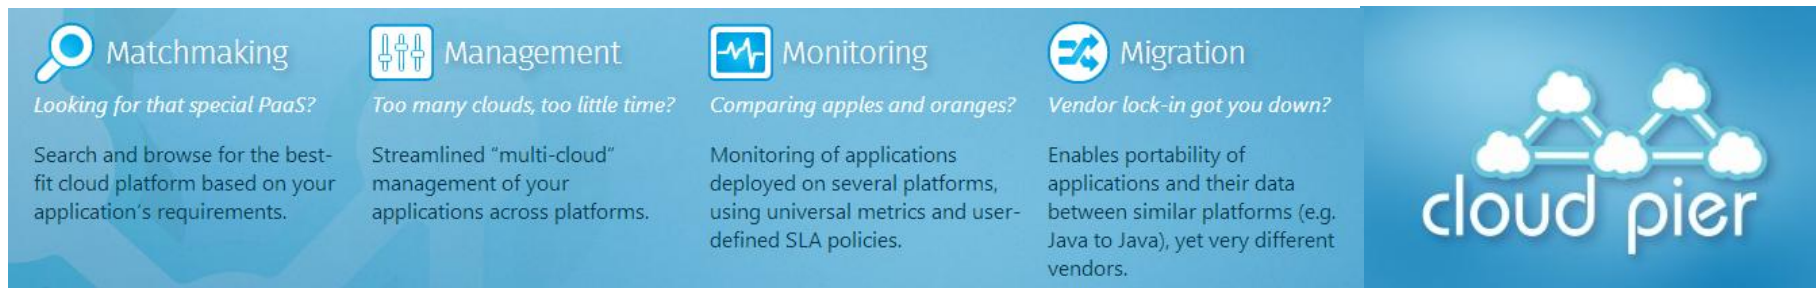 Matchmaking
Looking for that special PaaS?
Search and browse for the best-
fit cloud platform based on your
application's requirements.
Management
Too many clouds, too little time?
Streamlined "multi-cloud"
management of your
applications across platforms.
Monitoring
Comparing apples and oranges?
Monitoring of applications
deployed on several platforms,
using universal metrics and user-
defined SLA policies.
Migration
Vendor lock-in got you down?
Enables portability of
applications and their data
between similar platforms (e.g.
Java to Java), yet very different
vendors.
cloud pier